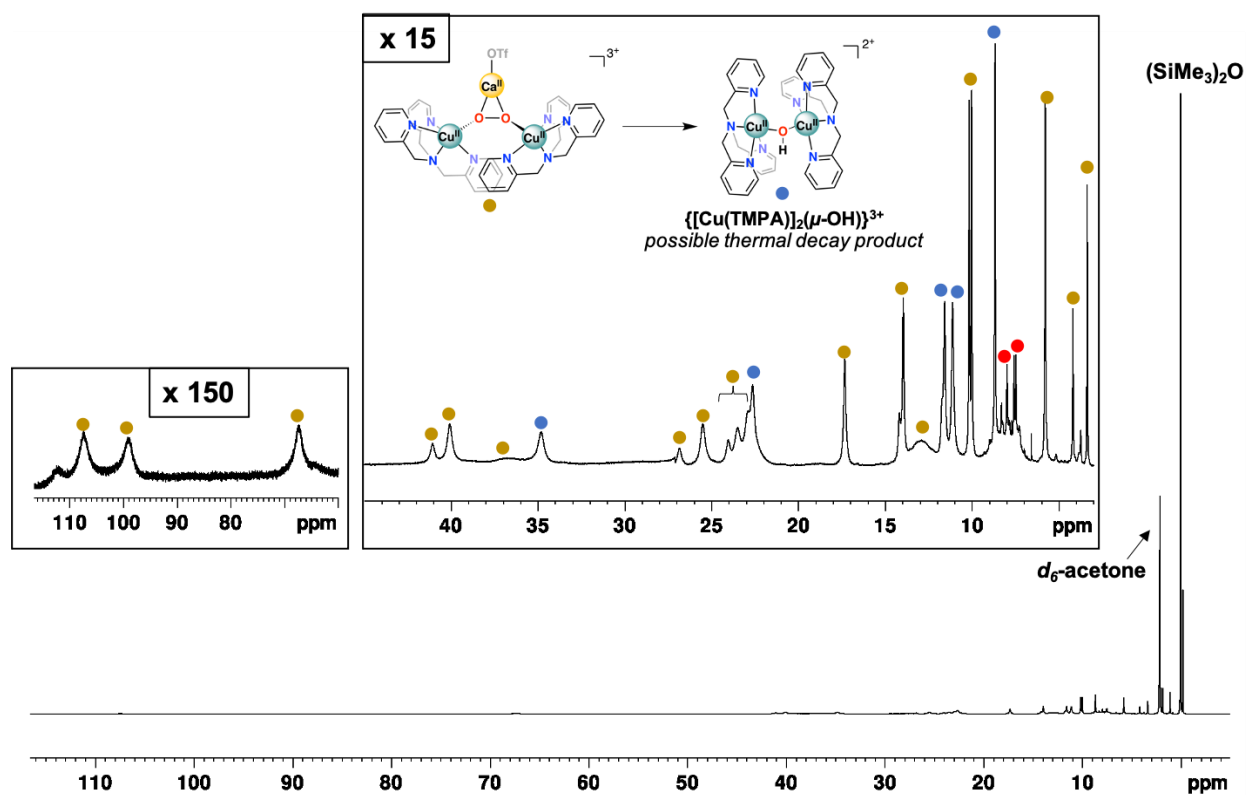 x 15
OTf
Ca^II
3+
O O
Cu^II Cu^II
N N N N N N N N
2+
N N N N N N N N
Cu^II O Cu^II
H
{[Cu(TMPA)]2(μ-OH)}3+
possible thermal decay product
(SiMe3)2O
x 150
110 100 90 80 ppm
40 35 30 25 20 15 10 ppm
d6-acetone
110 100 90 80 70 60 50 40 30 20 10 ppm